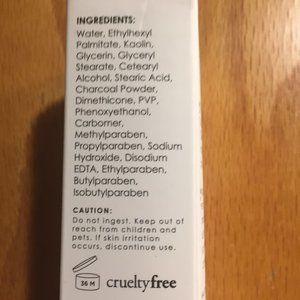 INGREDIENTS:
Water, Ethylhexyl
Palmitate, Kaolin,
Glycerin, Glyceryl
Stearate, Cetearyl
Alcohol, Stearic Acid,
Charcoal Powder,
Dimethicone, PVP,
Phenoxyethanol,
Carbomer,
Methylparaben,
Propylparaben, Sodium
Hydroxide, Disodium
EDTA, Ethylparaben,
Butylparaben,
Isobutylparaben
CAUTION:
Do not ingest. Keep out of
reach from children and
pets. If skin irritation
occurs, discontinue use.
36 M
crueltyfree